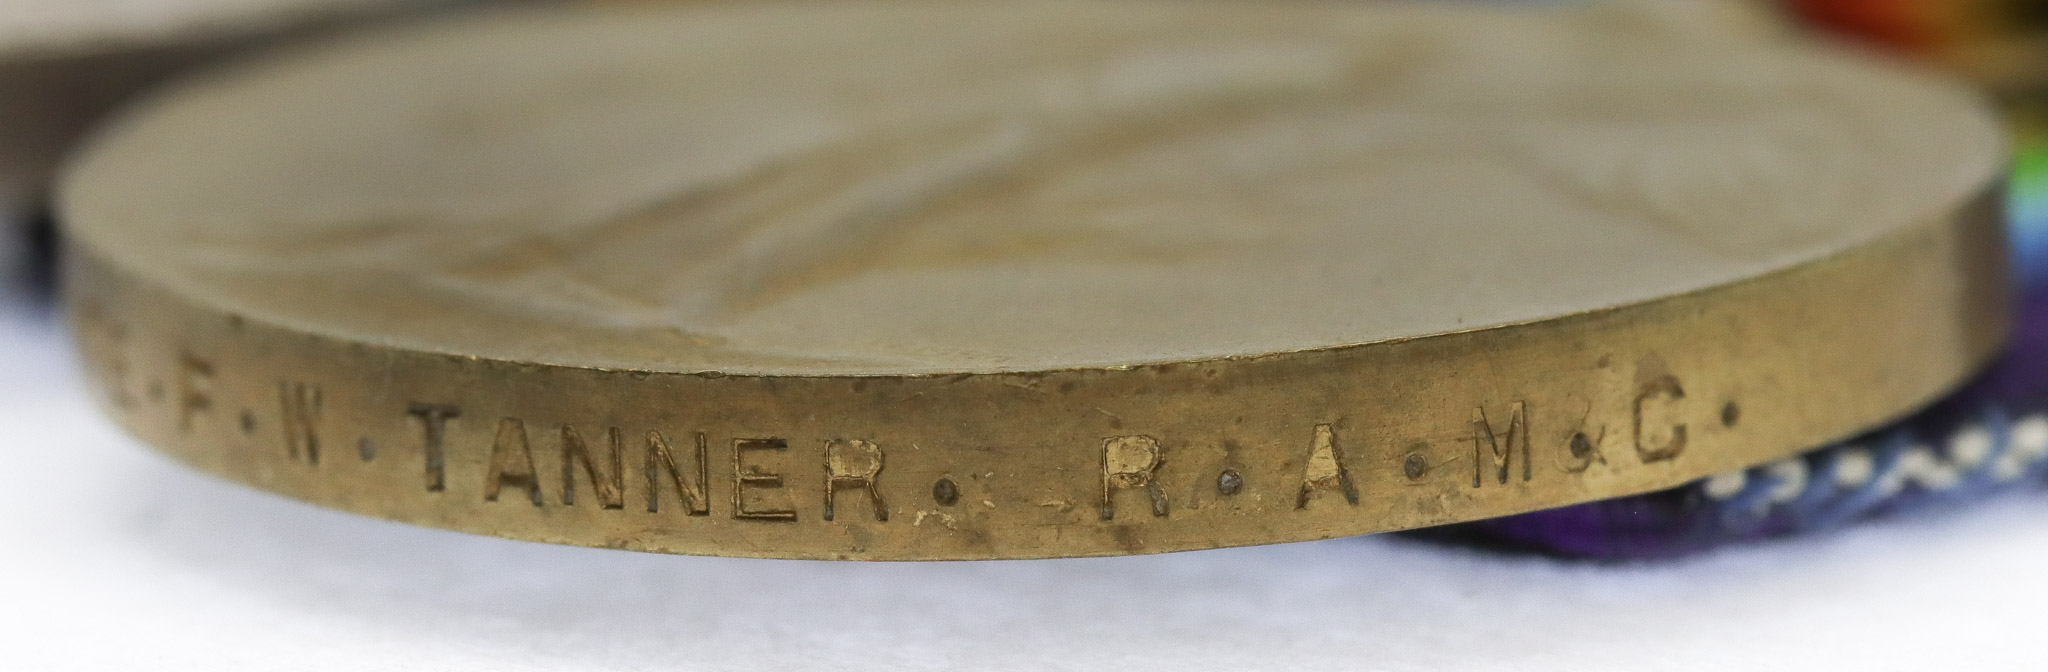 E. F. W. TANNER. R. A. M. C.